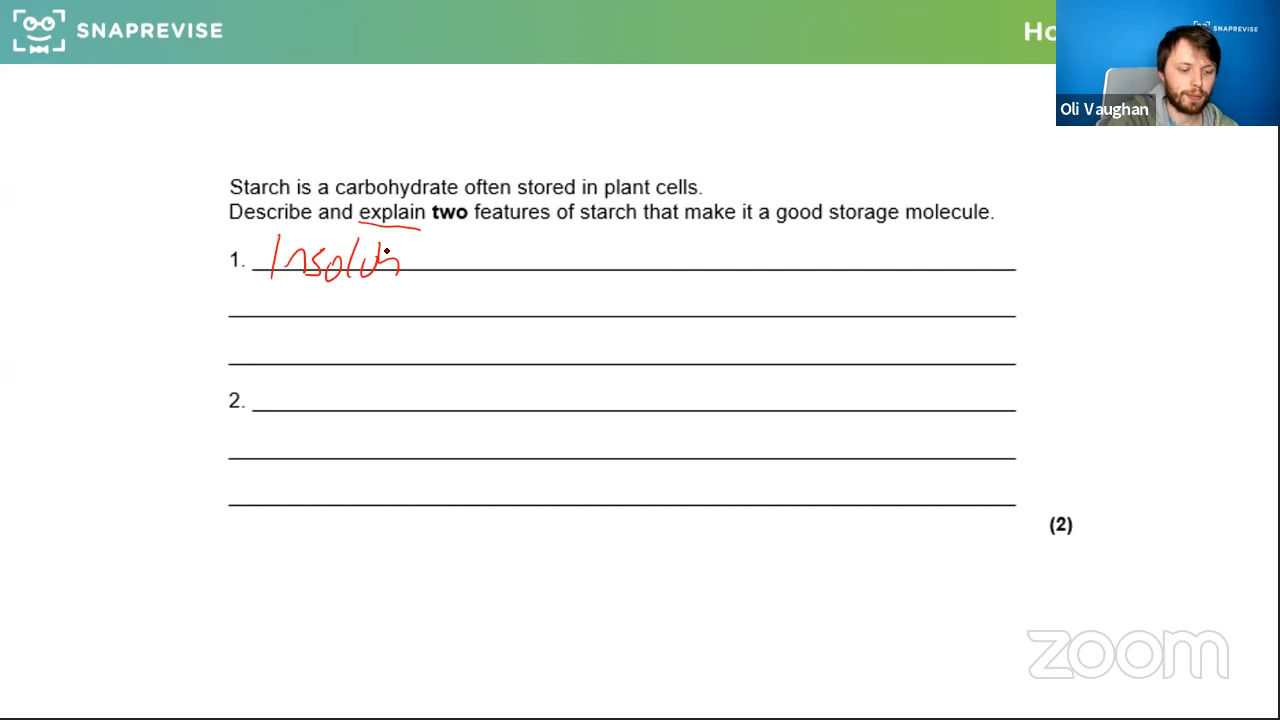 SNAPREVISE
Ho
SNAPREVISE
Oli Vaughan
Starch is a carbohydrate often stored in plant cells.
Describe and explain two features of starch that make it a good storage molecule.
1. Insolub
2.
(2)
zoom